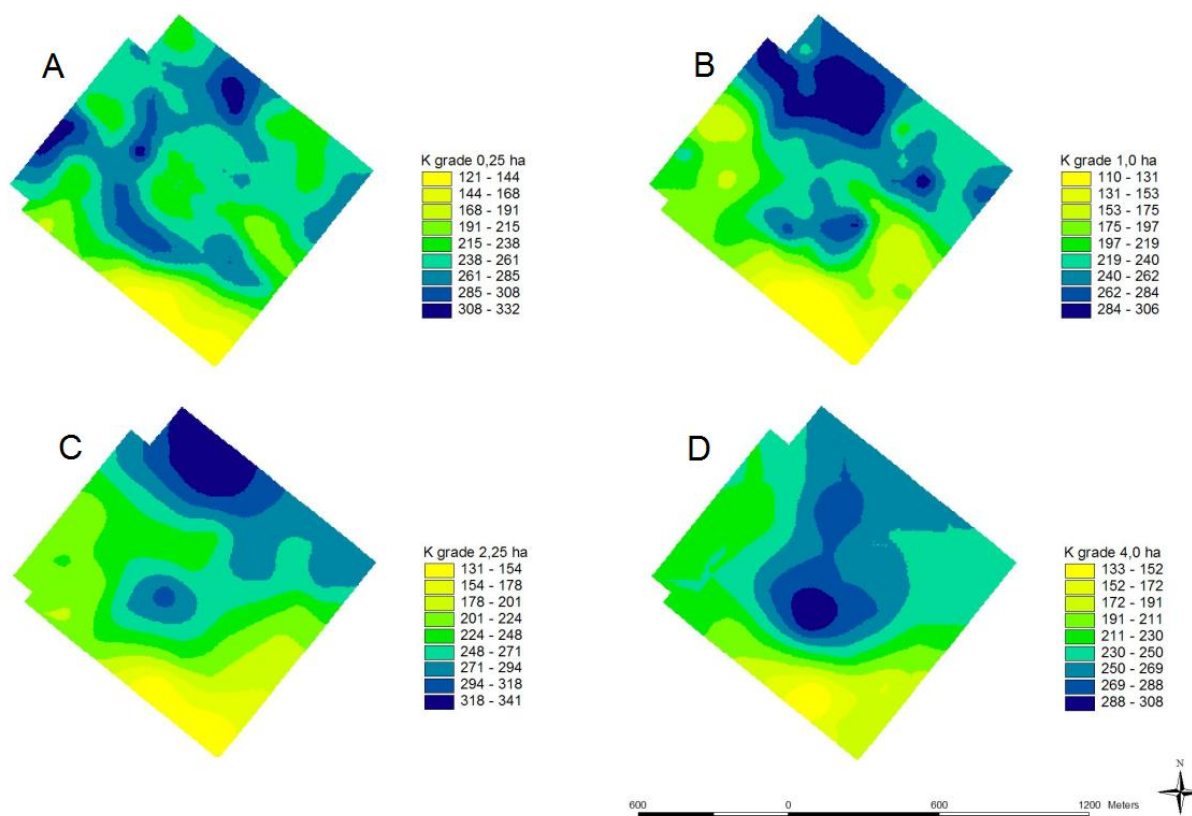 A
K grade 0,25 ha
121 - 144
144 - 168
168 - 191
191 - 215
215 - 238
238 - 261
261 - 285
285 - 308
308 - 332
B
K grade 1,0 ha
110 - 131
131 - 153
153 - 175
175 - 197
197 - 219
219 - 240
240 - 262
262 - 284
284 - 306
C
K grade 2,25 ha
131 - 154
154 - 178
178 - 201
201 - 224
224 - 248
248 - 271
271 - 294
294 - 318
318 - 341
D
K grade 4,0 ha
133 - 152
152 - 172
172 - 191
191 - 211
211 - 230
230 - 250
250 - 269
269 - 288
288 - 308
N
600 0 600 1200 Meters